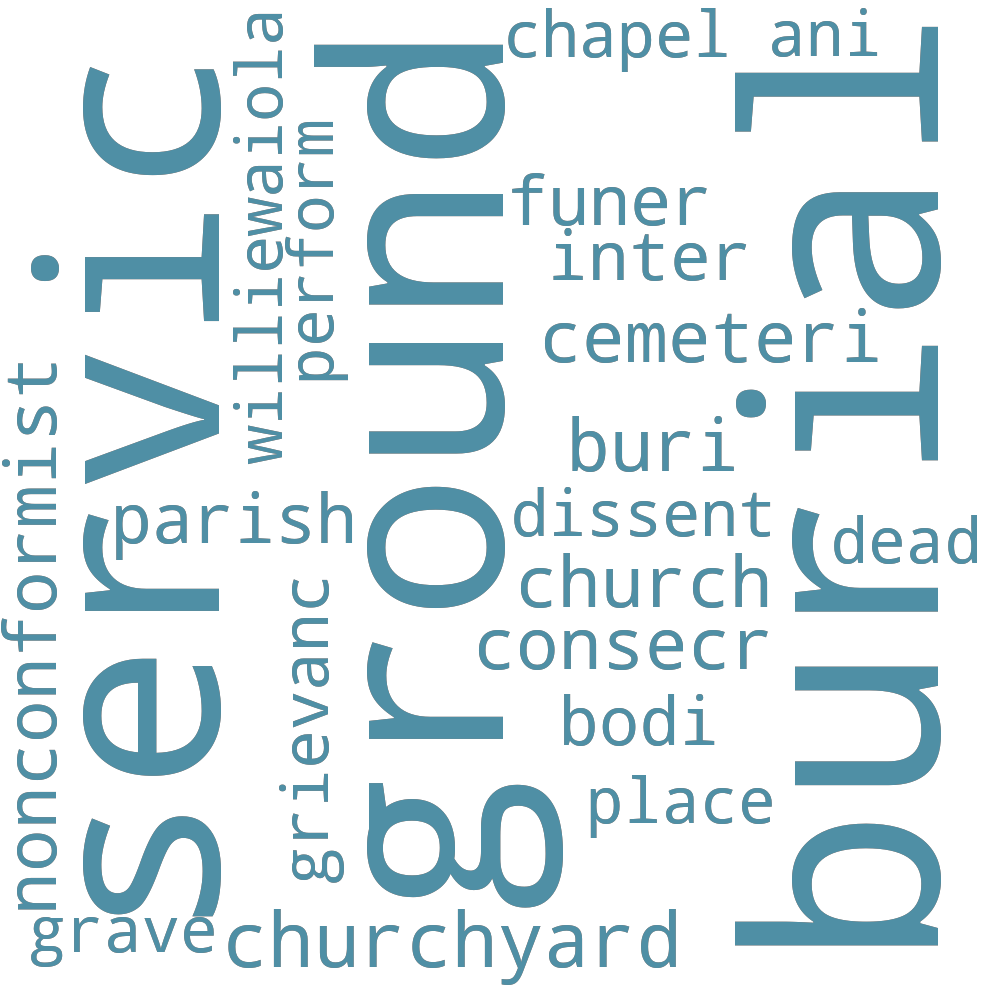 chapel
ani
servic
williewaiola
perform
ground
burial
funer
inter
cemeteri
nonconformist
buri
parish
dissent
dead
church
grievanc
consecr
bodi
place
grave
churchyard